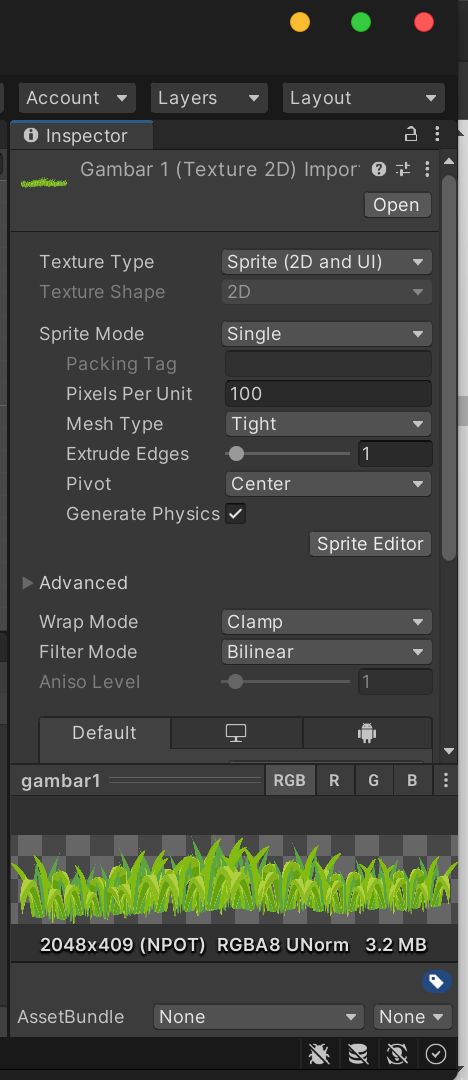 Account Layers Layout
Inspector
Gambar 1 (Texture 2D) Impor
Open
Texture Type Sprite (2D and UI)
Texture Shape 2D
Sprite Mode Single
Packing Tag
Pixels Per Unit 100
Mesh Type Tight
Extrude Edges 1
Pivot Center
Generate Physics
Sprite Editor
Advanced
Wrap Mode Clamp
Filter Mode Bilinear
Aniso Level 1
Default
gambar1 RGB R G B
2048x409 (NPOT) RGBA8 UNorm 3.2 MB
AssetBundle None None